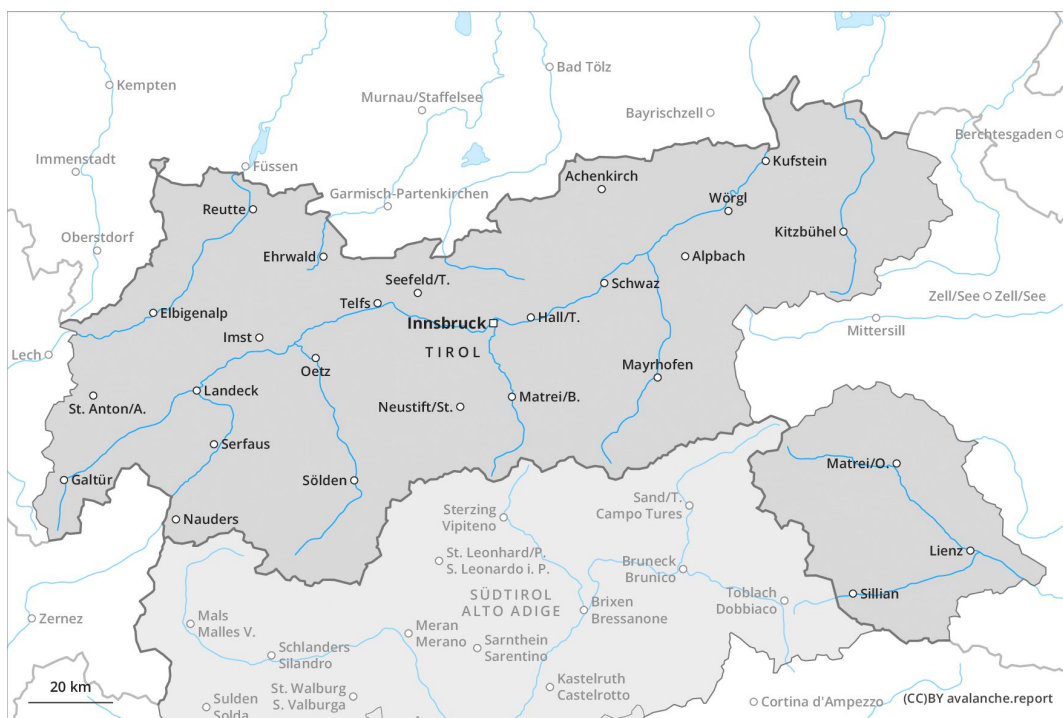 Kempten
Bad Tölz
Murnau/Staffelsee
Bayrischzell
Berchtesgaden
Immenstadt
Füssen
Kufstein
Achenkirch
Garmisch-Partenkirchen
Wörgl
Reutte
Kitzbühel
Oberstdorf
Ehrwald
Alpbach
Seefeld/T.
Schwaz
Telfs
Zell/See
Zell/See
Elbigenalp
Innsbruck
Hall/T.
Mittersill
Imst
TIROL
Lech
Oetz
Mayrhofen
Landeck
Matrei/B.
St. Anton/A.
Neustift/St.
Serfaus
Matrei/O.
Galtür
Sölden
Sand/T.
Campo Tures
Sterzing
Vipiteno
Nauders
Lienz
St. Leonhard/P.
S. Leonardo i. P.
Bruneck
Brunico
SÜDTIROL
ALTO ADIGE
Toblach
Dobbiaco
Sillian
Brixen
Bressanone
Zernez
Mals
Malles V.
Meran
Merano
Sarnthein
Sarentino
Schlanders
Silandro
20 km
St. Walburg
S. Valburga
Kastelruth
Castelrotto
Sulden
Solda
Cortina d'Ampezzo
(CC)BY avalanche.report